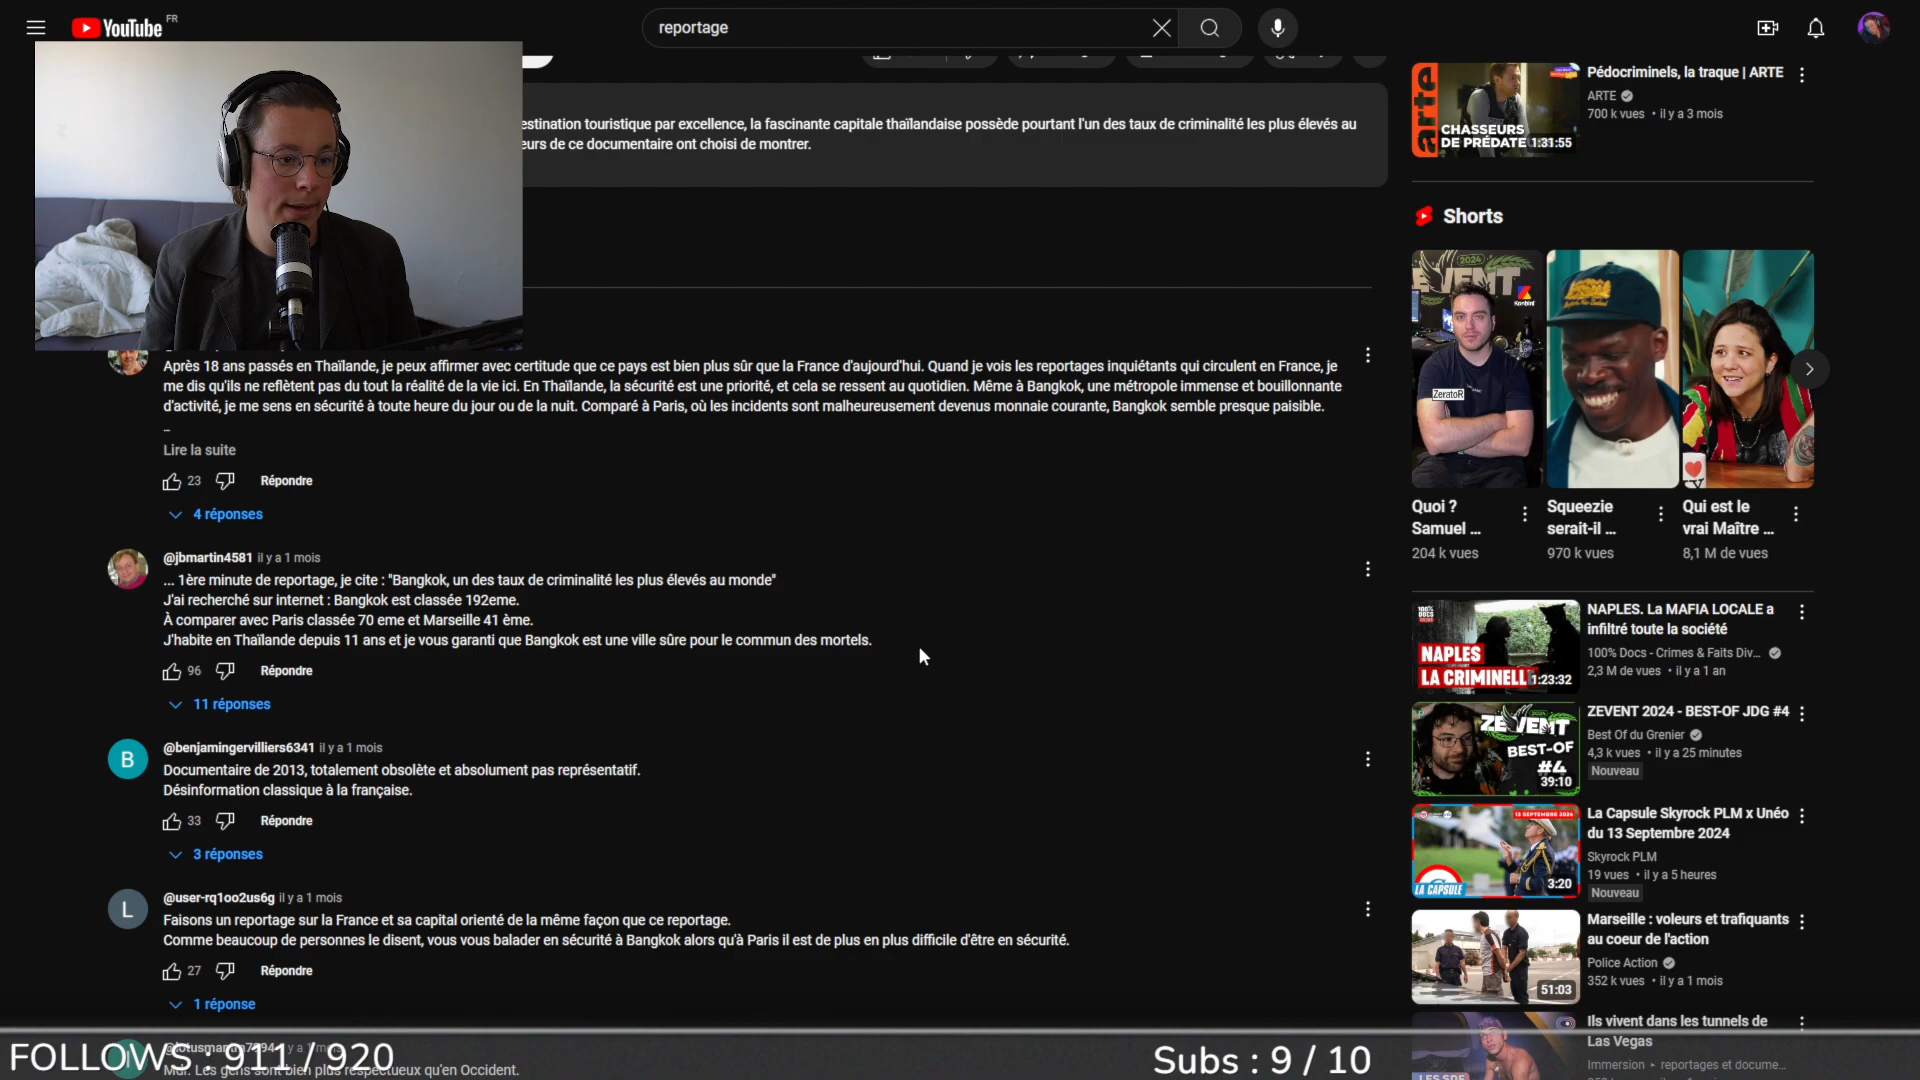 YouTube FR
reportage
estination touristique par excellence, la fascinante capitale thaïlandaise possède pourtant l'un des taux de criminalité les plus élevés au
eurs de ce documentaire ont choisi de montrer.
Après 18 ans passés en Thaïlande, je peux affirmer avec certitude que ce pays est bien plus sûr que la France d'aujourd'hui. Quand je vois les reportages inquiétants qui circulent en France, je
me dis qu'ils ne reflètent pas du tout la réalité de la vie ici. En Thaïlande, la sécurité est une priorité, et cela se ressent au quotidien. Même à Bangkok, une métropole immense et bouillonnante
d'activité, je me sens en sécurité à toute heure du jour ou de la nuit. Comparé à Paris, où les incidents sont malheureusement devenus monnaie courante, Bangkok semble presque paisible.
Lire la suite
23 Répondre
4 réponses
@jbmartin4581 il y a 1 mois
... 1ère minute de reportage, je cite : "Bangkok, un des taux de criminalité les plus élevés au monde"
J'ai recherché sur internet : Bangkok est classée 192eme.
À comparer avec Paris classée 70 eme et Marseille 41 ème.
J'habite en Thaïlande depuis 11 ans et je vous garanti que Bangkok est une ville sûre pour le commun des mortels.
96 Répondre
11 réponses
B
@benjamingervilliers6341 il y a 1 mois
Documentaire de 2013, totalement obsolète et absolument pas représentatif.
Désinformation classique à la française.
33 Répondre
3 réponses
L
@user-rq1oo2us6g il y a 1 mois
Faisons un reportage sur la France et sa capital orienté de la même façon que ce reportage.
Comme beaucoup de personnes le disent, vous vous balader en sécurité à Bangkok alors qu'à Paris il est de plus en plus difficile d'être en sécurité.
27 Répondre
1 réponse
Mdr. Les gens sont bien plus respectueux qu'en Occident.
FOLLOWS : 911 / 920
Subs : 9 / 10
arte
CHASSEURS
DE PRÉDATE
1:31:55
Pédocriminels, la traque | ARTE
ARTE
700 k vues • il y a 3 mois
Shorts
2024
ZEVENT
Konbini
ZeratoR
Quoi ?
Samuel ...
204 k vues
Squeezie
serait-il ...
970 k vues
Qui est le
vrai Maître ...
8,1 M de vues
100% DOCS
NAPLES
LA CRIMINELL
1:23:32
NAPLES. La MAFIA LOCALE a
infiltré toute la société
100% Docs - Crimes & Faits Div...
2,3 M de vues • il y a 1 an
ZEVENT
BEST-OF
#4
39:10
ZEVENT 2024 - BEST-OF JDG #4
Best Of du Grenier
4,3 k vues • il y a 25 minutes
Nouveau
13 SEPTEMBRE 2024
LA CAPSULE
3:20
La Capsule Skyrock PLM x Unéo
du 13 Septembre 2024
Skyrock PLM
19 vues • il y a 5 heures
Nouveau
51:03
Marseille : voleurs et trafiquants
au coeur de l'action
Police Action
352 k vues • il y a 1 mois
Ils vivent dans les tunnels de
Las Vegas
Immersion ▸ reportages et docume...